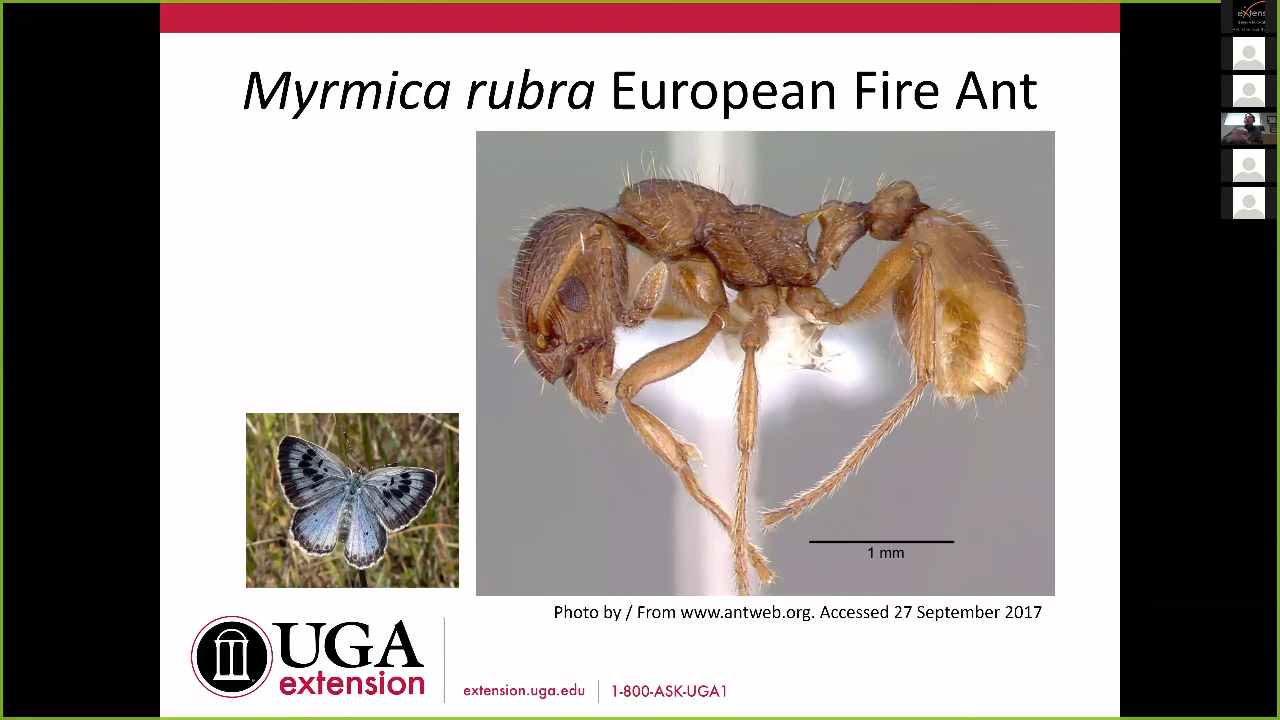 Myrmica rubra European Fire Ant
1 mm
Photo by / From www.antweb.org. Accessed 27 September 2017
UGA
extension
extension.uga.edu
1-800-ASK-UGA1